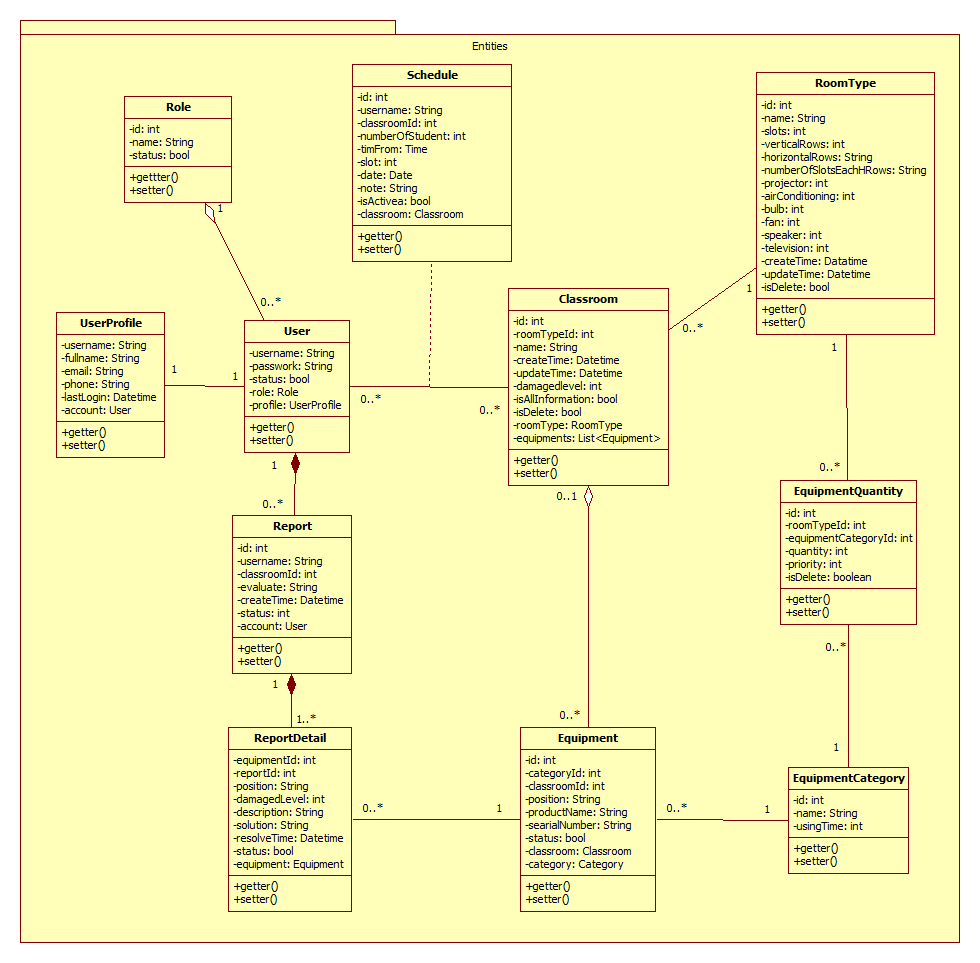 Entities
Schedule
-id: int
-username: String
-classroomId: int
-numberOfStudent: int
-timFrom: Time
-slot: int
-date: Date
-note: String
-isActivea: bool
-classroom: Classroom
+getter()
+setter()
RoomType
-id: int
-name: String
-slots: int
-verticalRows: int
-horizontalRows: String
-numberOfSlotsEachHRows: String
-projector: int
-airConditioning: int
-bulb: int
-fan: int
-speaker: int
-television: int
-createTime: Datatime
-updateTime: Datetime
-isDelete: bool
+getter()
+setter()
Role
-id: int
-name: String
-status: bool
+gettter()
+setter()
1
0..*
UserProfile
-username: String
-fullname: String
-email: String
-phone: String
-lastLogin: Datetime
-account: User
+getter()
+setter()
1
1
User
-username: String
-passwork: String
-status: bool
-role: Role
-profile: UserProfile
+getter()
+setter()
0..*
0..*
Classroom
-id: int
-roomTypeId: int
-name: String
-createTime: Datetime
-updateTime: Datetime
-damagedlevel: int
-isAllInformation: bool
-isDelete: bool
-roomType: RoomType
-equipments: List<Equipment>
+getter()
+setter()
0..*
1
1
0..*
1
0..*
0..1
0..*
Report
-id: int
-username: String
-classroomId: int
-evaluate: String
-createTime: Datetime
-status: int
-account: User
+getter()
+setter()
EquipmentQuantity
-id: int
-roomTypeId: int
-equipmentCategoryId: int
-quantity: int
-priority: int
-isDelete: boolean
+getter()
+setter()
0..*
1
1
1..*
ReportDetail
-equipmentId: int
-reportId: int
-position: String
-damagedLevel: int
-description: String
-solution: String
-resolveTime: Datetime
-status: bool
-equipment: Equipment
+getter()
+setter()
0..*
1
Equipment
-id: int
-categoryId: int
-classroomId: int
-position: String
-productName: String
-searialNumber: String
-status: bool
-classroom: Classroom
-category: Category
+getter()
+setter()
0..*
1
EquipmentCategory
-id: int
-name: String
-usingTime: int
+getter()
+setter()